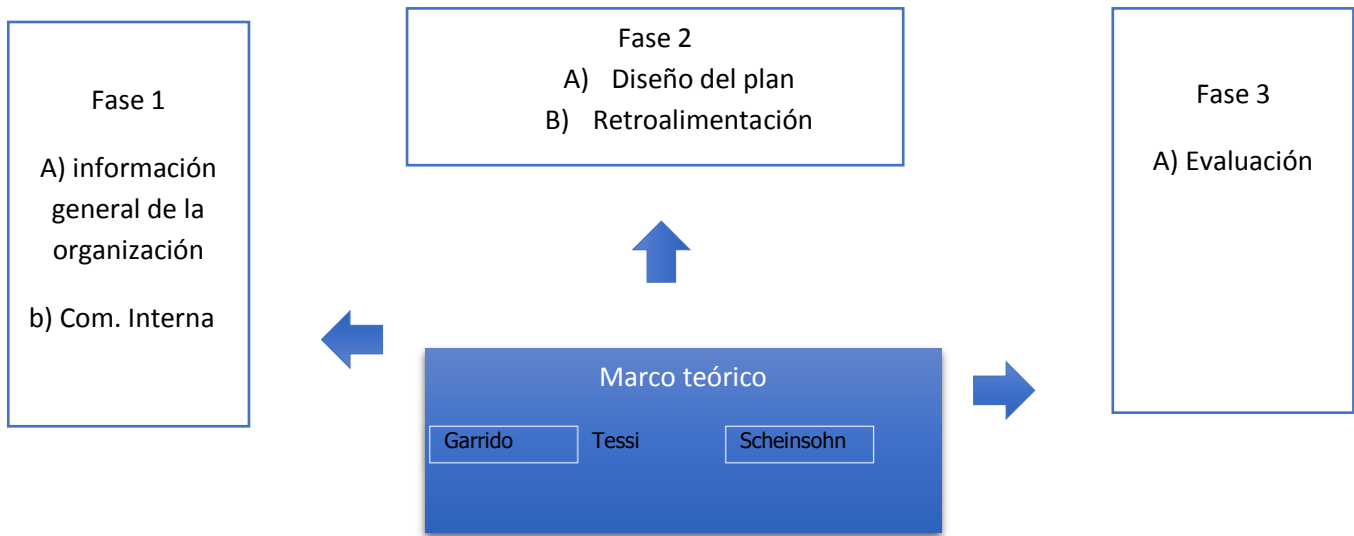 Fase 1
A) información
general de la
organización
b) Com. Interna
Fase 2
A) Diseño del plan
B) Retroalimentación
Fase 3
A) Evaluación
Marco teórico
Garrido Tessi Scheinsohn